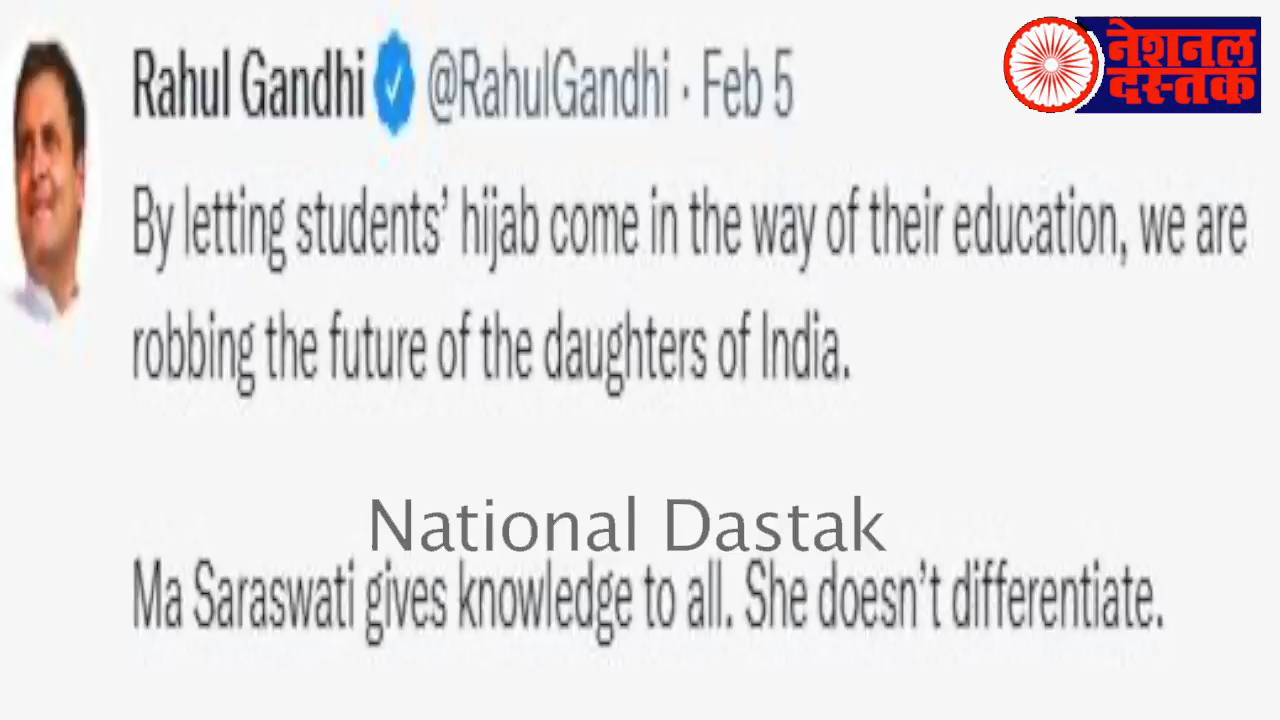 Rahul Gandhi @RahulGandhi · Feb 5
नेशनल
दस्तक
By letting students’ hijab come in the way of their education, we are
robbing the future of the daughters of India.
National Dastak
Ma Saraswati gives knowledge to all. She doesn’t differentiate.